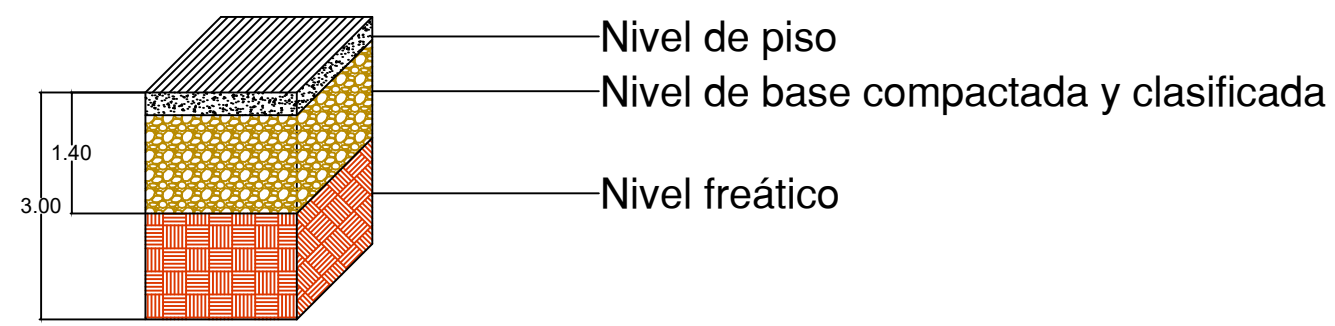 Nivel de piso
Nivel de base compactada y clasificada
1.40
Nivel freático
3.00